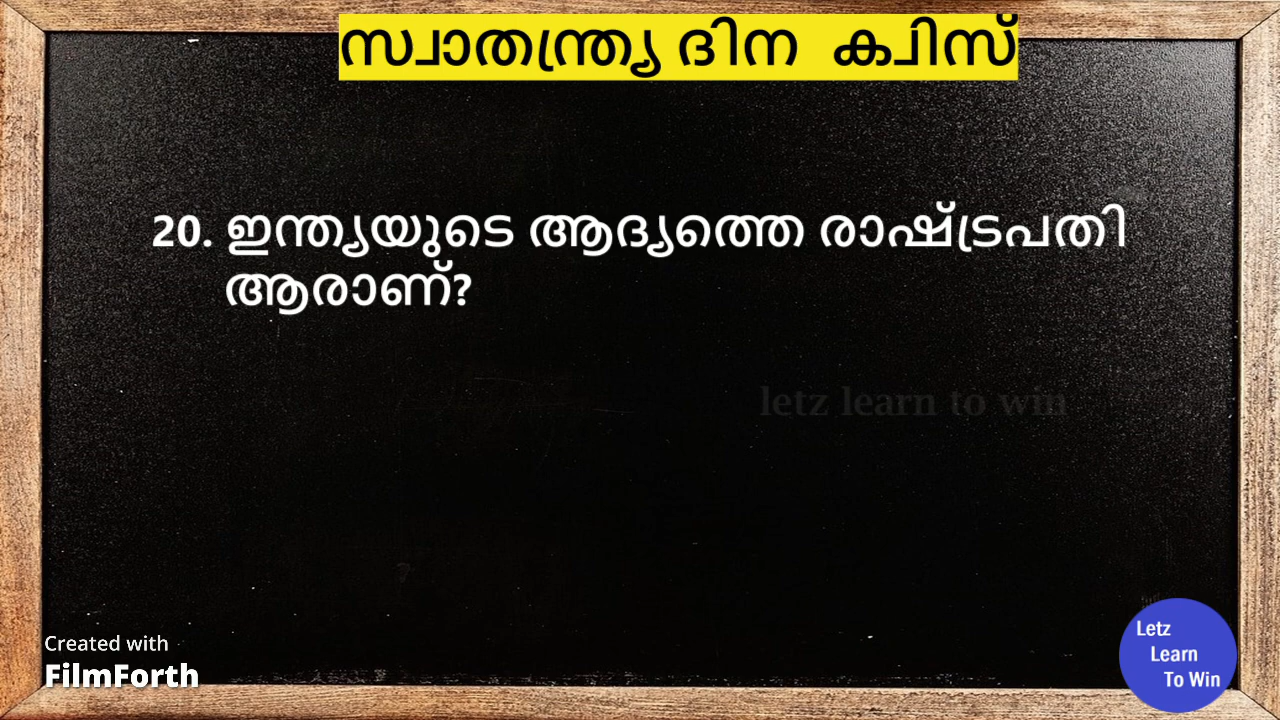 സ്വാതന്ത്ര്യ ദിന ക്വിസ്
20. ഇന്ത്യയുടെ ആദ്യത്തെ രാഷ്ട്രപതി
ആരാണ്?
letz learn to win
Created with
FilmForth
Letz
Learn
To Win